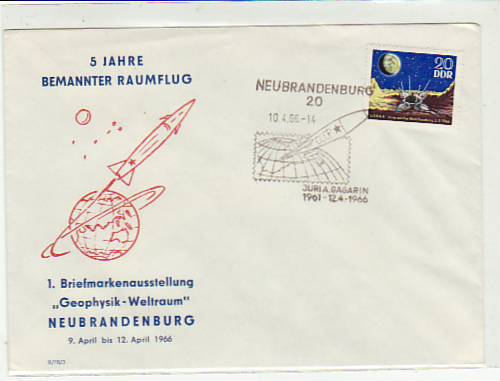 5 JAHRE
BEMANNTER RAUMFLUG
NEUBRANDENBURG
20
10.4.66-14
JURI A. GAGARIN
1961-12.4-1966
20
DDR
1. Briefmarkenausstellung
„Geophysik-Weltraum"
NEUBRANDENBURG
9. April bis 12. April 1966